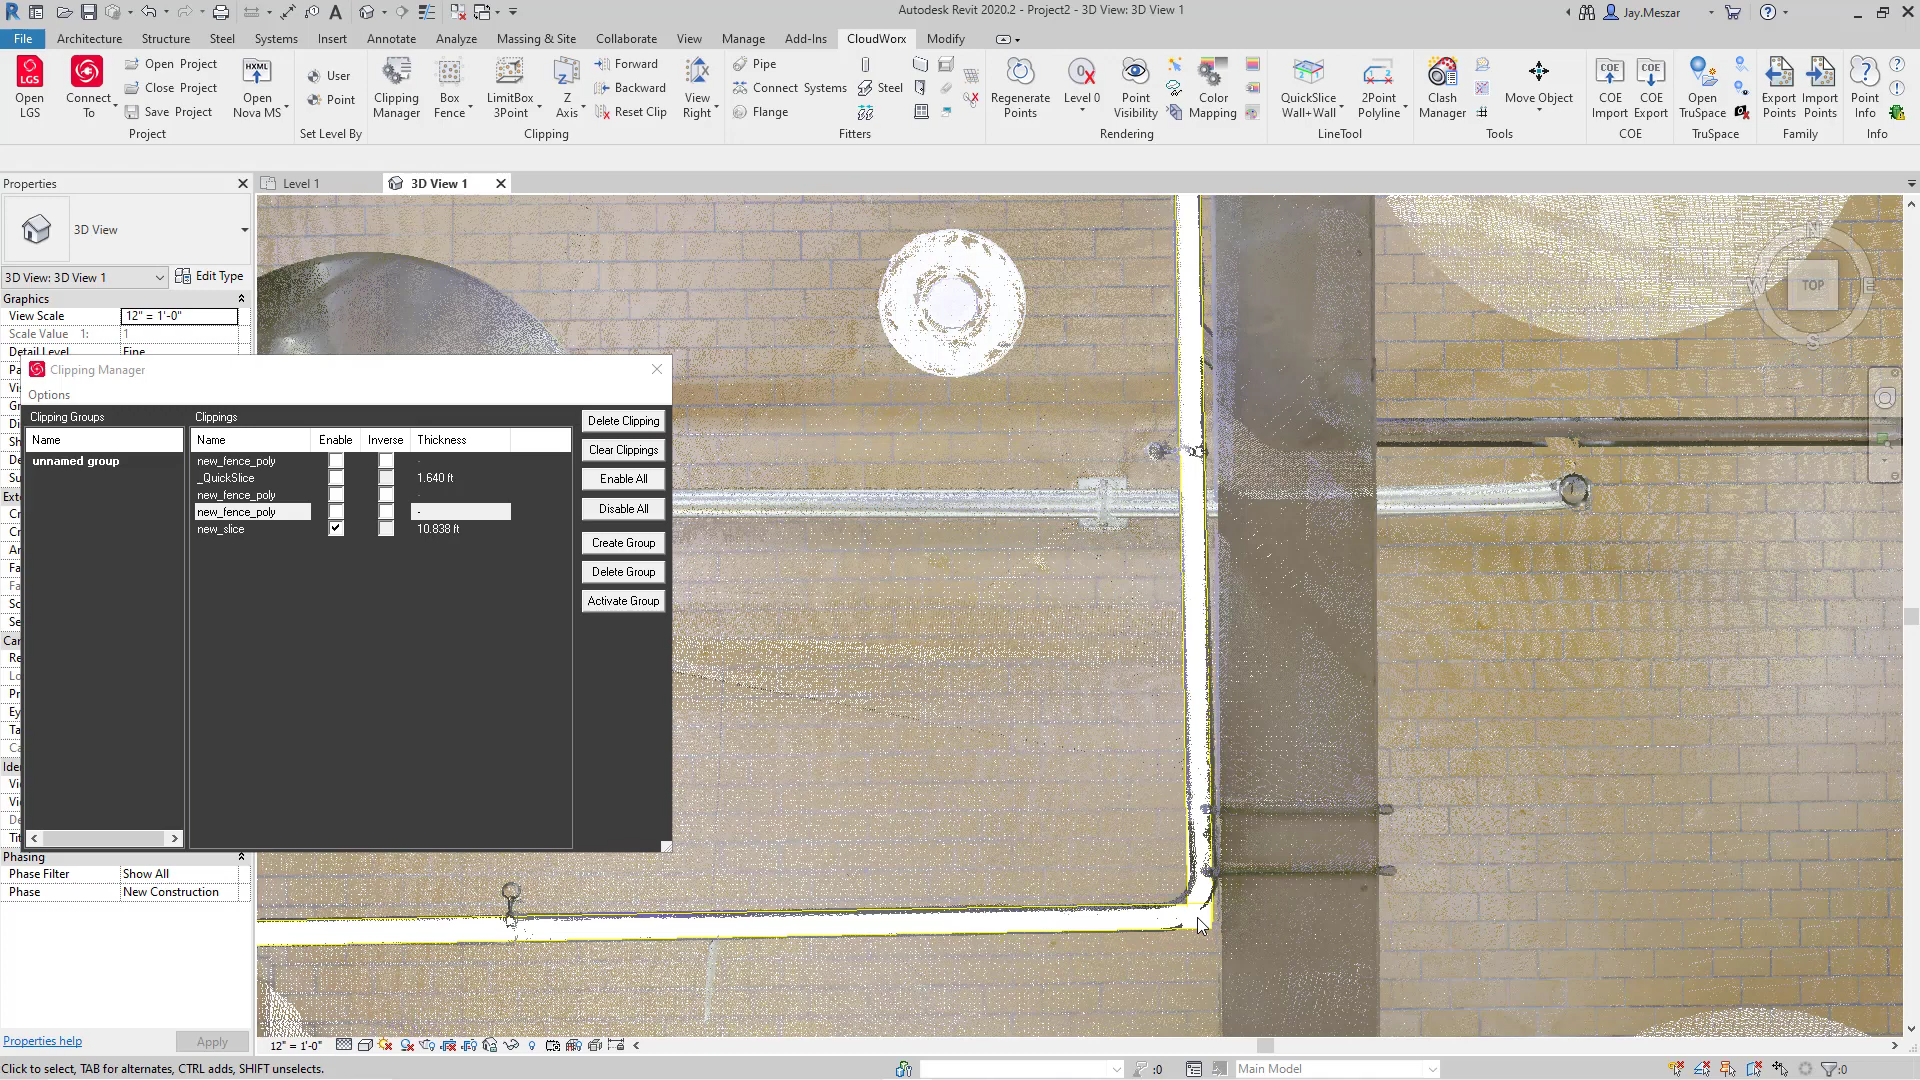 Autodesk Revit 2020.2 - Project2 - 3D View: 3D View 1
Jay.Meszar
File Architecture Structure Steel Systems Insert Annotate Analyze Massing & Site Collaborate View Manage Add-Ins CloudWorx Modify
Open LGS
Connect To
Open Project
Close Project
Save Project
HXML
Open Nova MS
Project
User
Point
Set Level By
Clipping Manager
Box Fence
LimitBox 3Point
Z Axis
Forward
Backward
Reset Clip
View Right
Clipping
Pipe
Connect Systems
Flange
Steel
Fitters
Regenerate Points
Level 0
Point Visibility
Color Mapping
Rendering
QuickSlice Wall+Wall
2Point Polyline
LineTool
Clash Manager
Move Object
Tools
COE Import
COE Export
COE
Open TruSpace
TruSpace
Export Points
Import Points
Family
Point Info
Info
Properties
Level 1
3D View 1
3D View
3D View: 3D View 1
Edit Type
Graphics
View Scale 12" = 1'-0"
Scale Value 1: 1
Detail Level Fine
Clipping Manager
Options
Clipping Groups
Clippings
Name
Name Enable Inverse Thickness
unnamed group
new_fence_poly -
_QuickSlice 1.640 ft
new_fence_poly -
new_fence_poly -
new_slice 10.838 ft
Delete Clipping
Clear Clippings
Enable All
Disable All
Create Group
Delete Group
Activate Group
N
W TOP E
S
Phasing
Phase Filter Show All
Phase New Construction
Properties help
Apply
12" = 1'-0"
Click to select, TAB for alternates, CTRL adds, SHIFT unselects.
:0
Main Model
:0